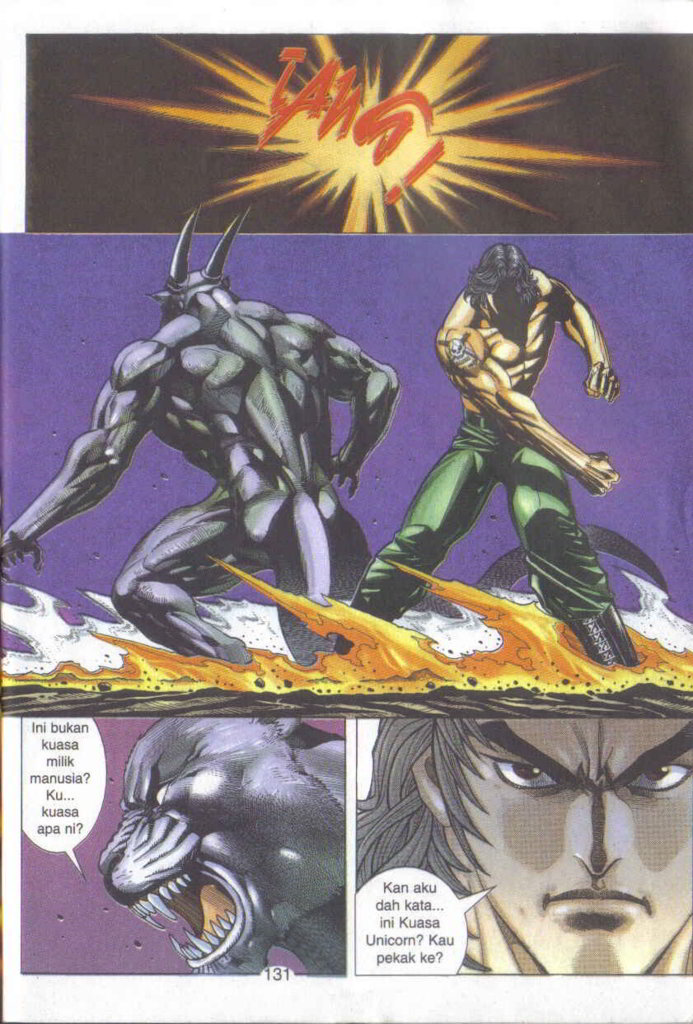 TANS!
Ini bukan
kuasa
milik
manusia?
Ku...
kuasa
apa ni?
Kan aku
dah kata...
ini Kuasa
Unicorn? Kau
pekak ke?
131